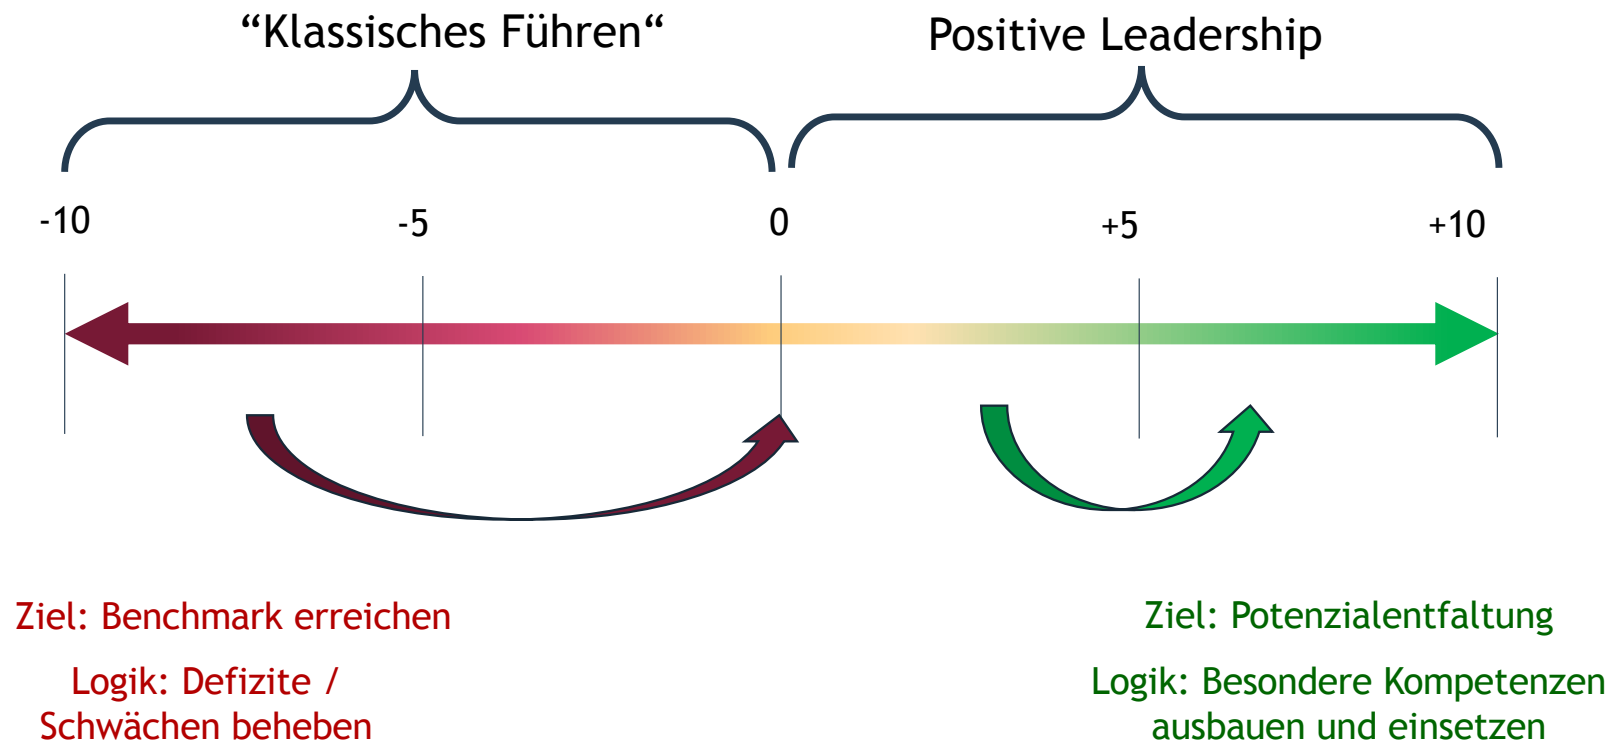 “Klassisches Führen“
Positive Leadership
-10
-5
0
+5
+10
Ziel: Benchmark erreichen
Logik: Defizite /
Schwächen beheben
Ziel: Potenzialentfaltung
Logik: Besondere Kompetenzen
ausbauen und einsetzen